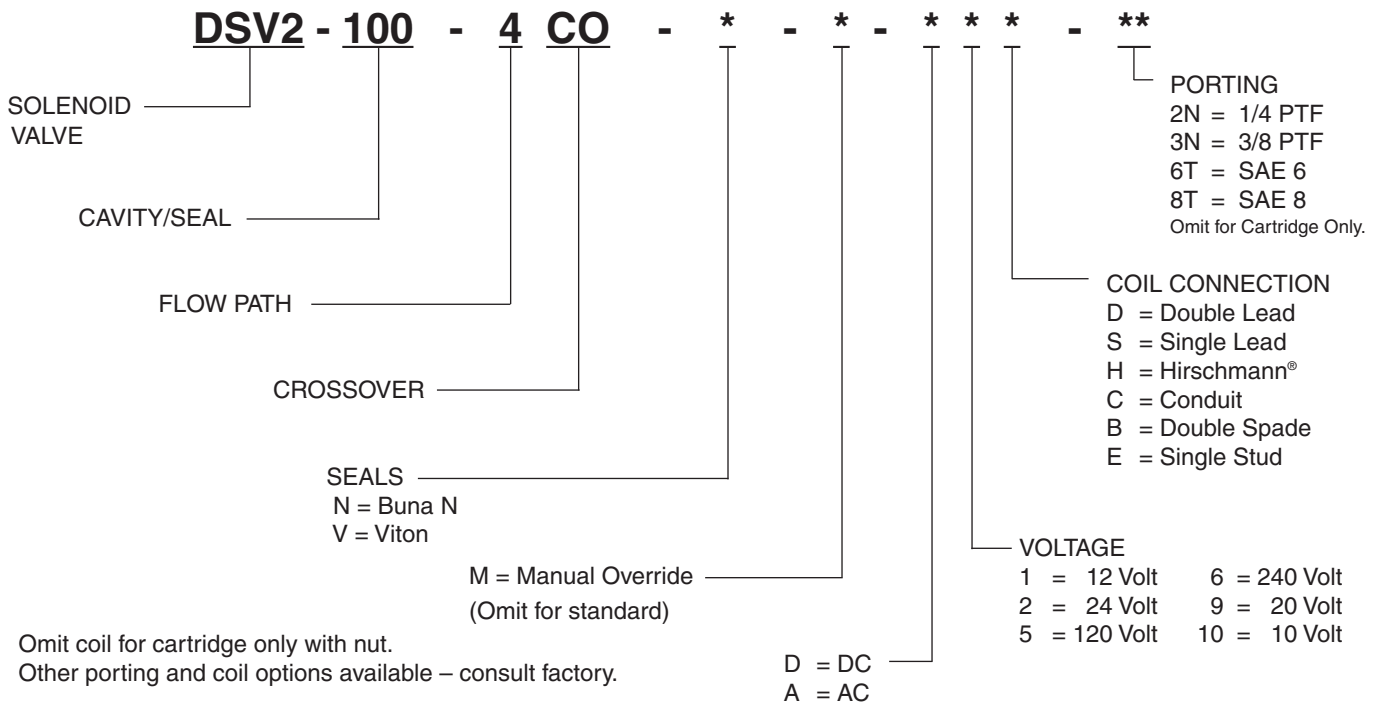 DSV2 - 100 - 4 CO - * - * - * * * - **
SOLENOID
VALVE
CAVITY/SEAL
FLOW PATH
CROSSOVER
SEALS
N = Buna N
V = Viton
M = Manual Override
(Omit for standard)
D = DC
A = AC
VOLTAGE
1 = 12 Volt 6 = 240 Volt
2 = 24 Volt 9 = 20 Volt
5 = 120 Volt 10 = 10 Volt
COIL CONNECTION
D = Double Lead
S = Single Lead
H = Hirschmann®
C = Conduit
B = Double Spade
E = Single Stud
PORTING
2N = 1/4 PTF
3N = 3/8 PTF
6T = SAE 6
8T = SAE 8
Omit for Cartridge Only.
Omit coil for cartridge only with nut.
Other porting and coil options available – consult factory.